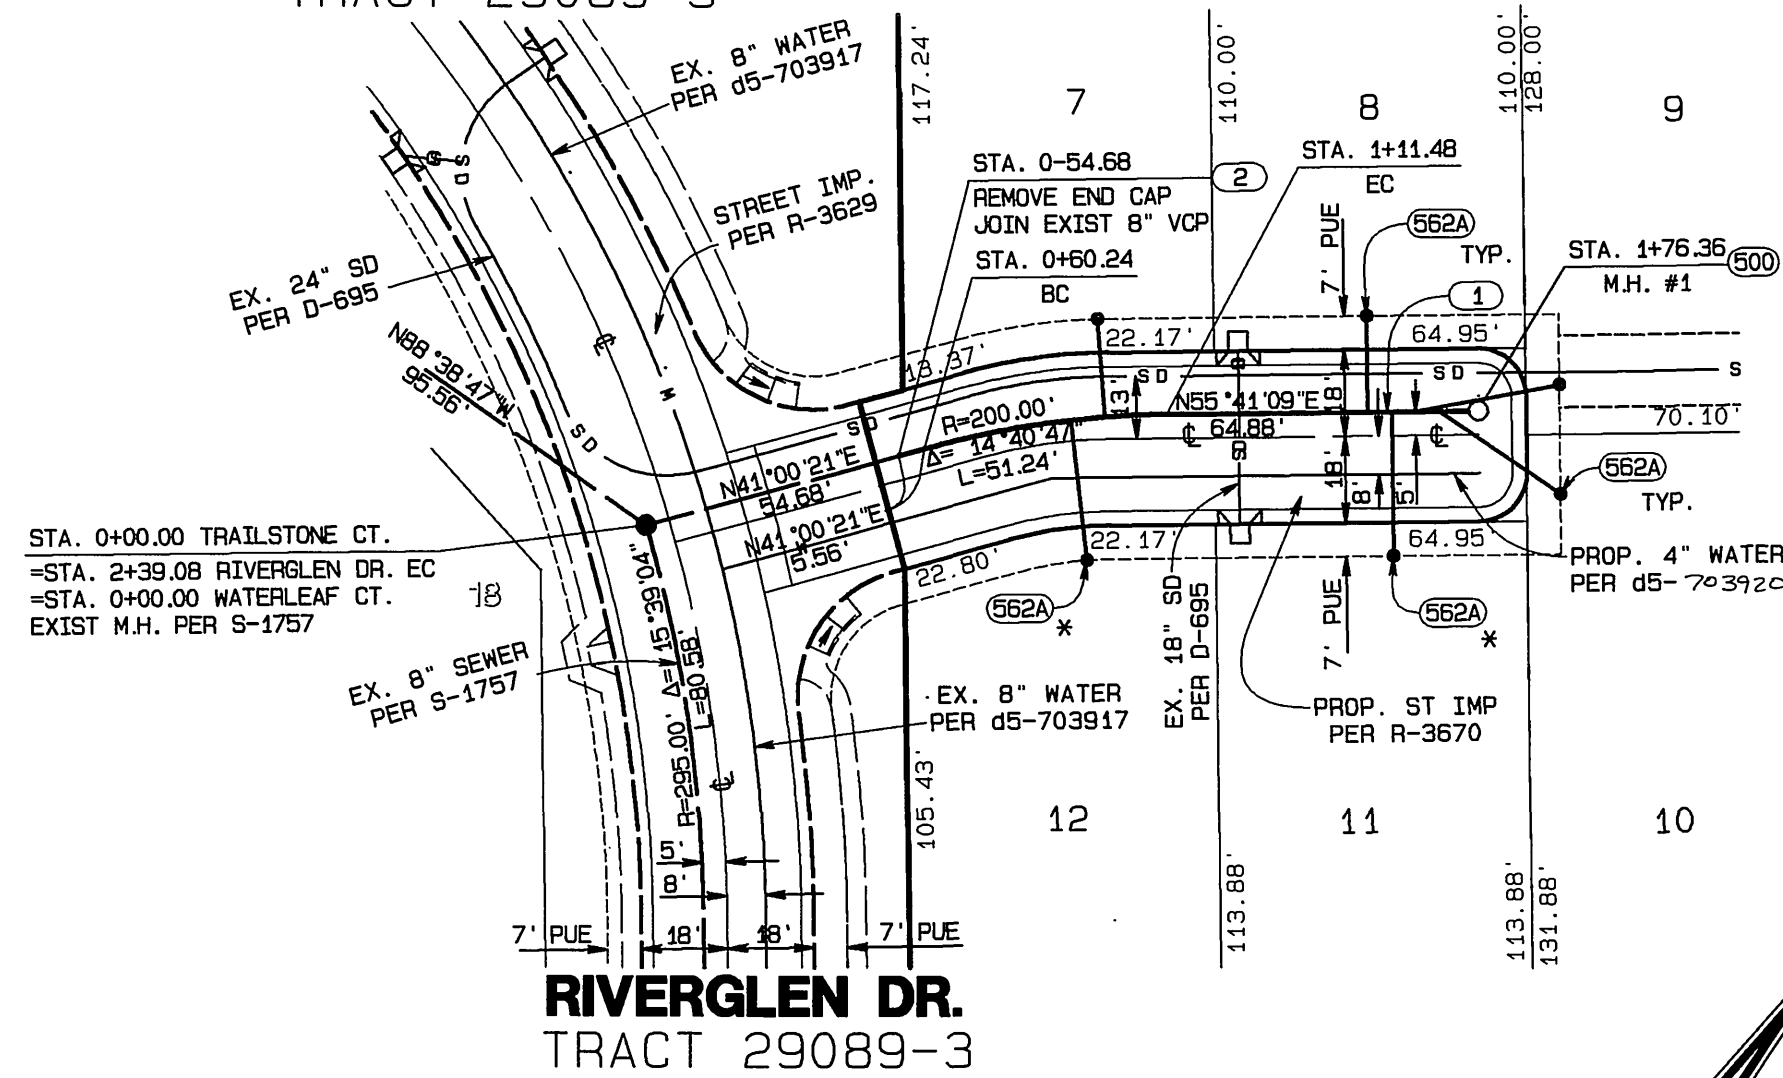 TRACT 29089-3
EX. 8" WATER
PER d5-703917
117.24'
7
110.00'
8
110.00'
128.00'
9
STREET IMP.
PER R-3629
STA. 0-54.68
2
REMOVE END CAP
JOIN EXIST 8" VCP
STA. 0+60.24
BC
STA. 1+11.48
EC
7' PUE
562A
TYP.
1
STA. 1+76.36
500
M.H. #1
EX. 24" SD
PER D-695
SD
N88°38'47"W
95.56'
13.37'
22.17'
64.95'
SD
SD
SD
S
SD
R=200.00'
Δ= 14°40'47"
L=51.24'
13'
N55°41'09"E
64.88'
18'
18'
8'
5'
SD
70.10'
N41°00'21"E
54.68'
N41°00'21"E
5.56'
22.80'
22.17'
64.95'
562A
TYP.
STA. 0+00.00 TRAILSTONE CT.
=STA. 2+39.08 RIVERGLEN DR. EC
=STA. 0+00.00 WATERLEAF CT.
EXIST M.H. PER S-1757
18
EX. 8" SEWER
PER S-1757
R=295.00' Δ=15°39'04"
L=80.58'
W
W
562A
*
EX. 18" SD
PER D-695
7' PUE
562A
*
PROP. 4" WATER
PER d5-703920
PROP. ST IMP
PER R-3670
EX. 8" WATER
PER d5-703917
105.43'
12
11
10
113.88'
113.88'
131.88'
5'
8'
7' PUE
18'
18'
7' PUE
RIVERGLEN DR.
TRACT 29089-3